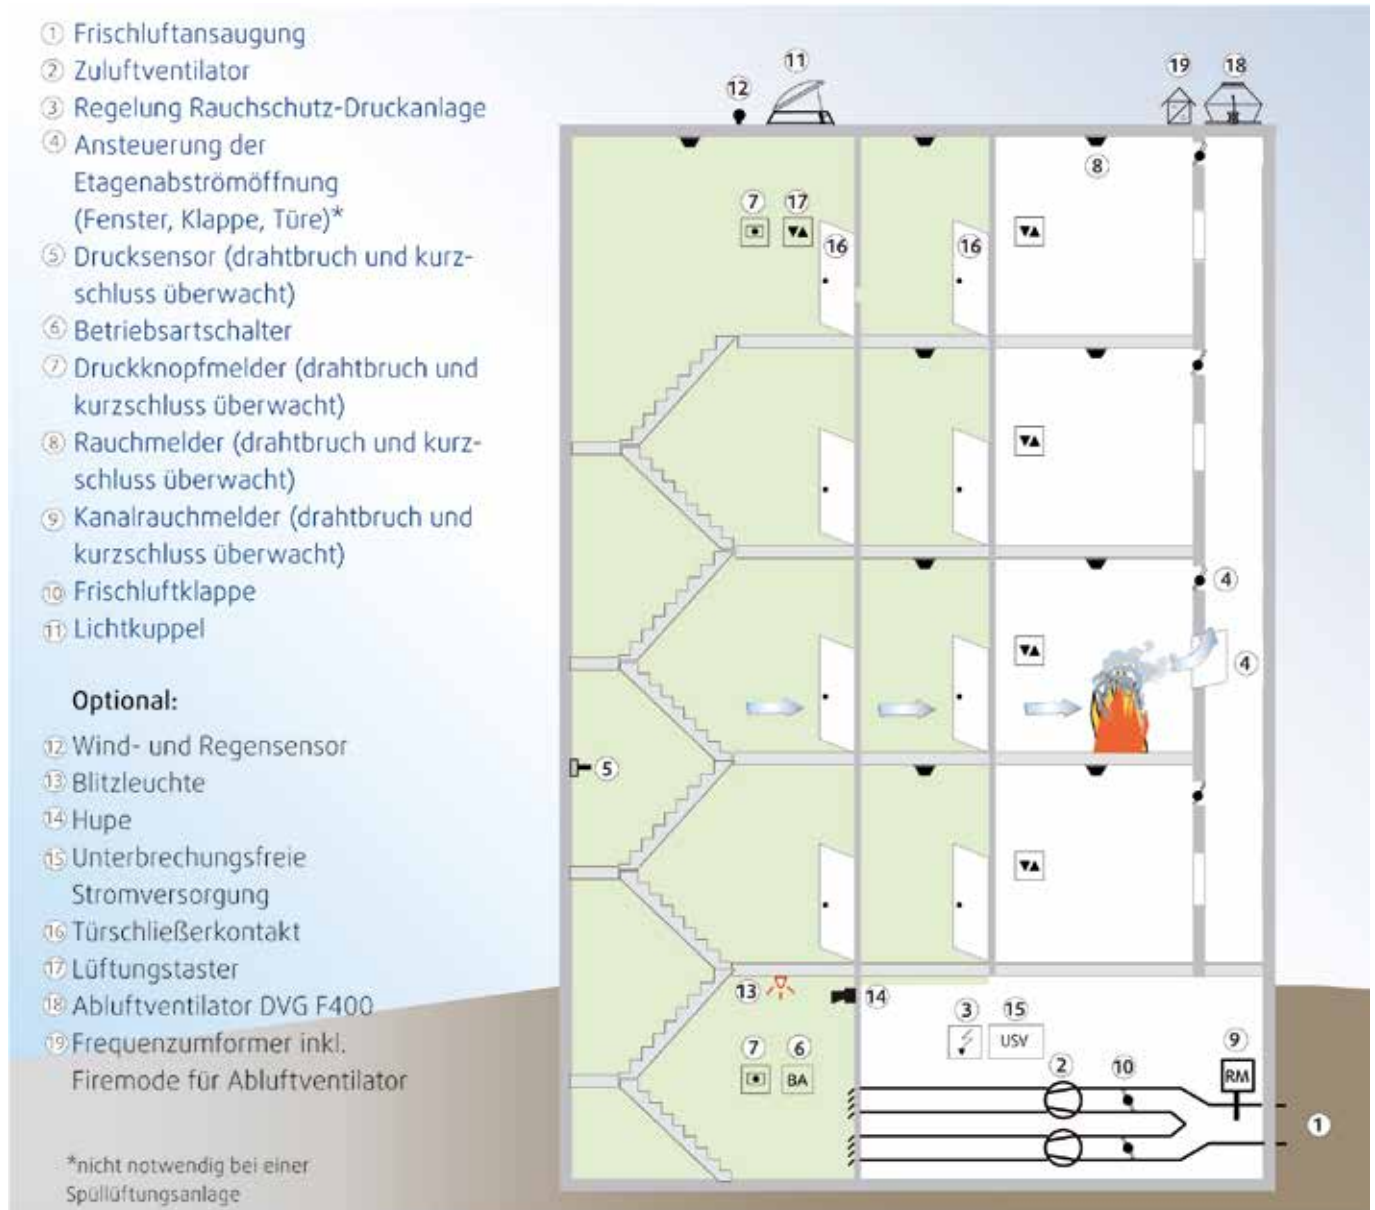 ① Frischluftansaugung
② Zuluftventilator
③ Regelung Rauchschutz-Druckanlage
④ Ansteuerung der
Etagenabströmöffnung
(Fenster, Klappe, Türe)*
⑤ Drucksensor (drahtbruch und kurz-
schluss überwacht)
⑥ Betriebsartschalter
⑦ Druckknopfmelder (drahtbruch und
kurzschluss überwacht)
⑧ Rauchmelder (drahtbruch und kurz-
schluss überwacht)
⑨ Kanalrauchmelder (drahtbruch und
kurzschluss überwacht)
⑩ Frischluftklappe
⑪ Lichtkuppel
Optional:
⑫ Wind- und Regensensor
⑬ Blitzleuchte
⑭ Hupe
⑮ Unterbrechungsfreie
Stromversorgung
⑯ Türschließerkontakt
⑰ Lüftungstaster
⑱ Abluftventilator DVG F400
⑲ Frequenzumformer inkl.
Firemode für Abluftventilator
*nicht notwendig bei einer
Spüllüftungsanlage
⑪ ⑲ ⑱
⑫
⑧
⑦ ⑰
⑯ ⑯
④
④
⑤
⑬ ⑭
③ ⑮
USV
⑦ ⑥ ② ⑩ ⑨
BA RM
①